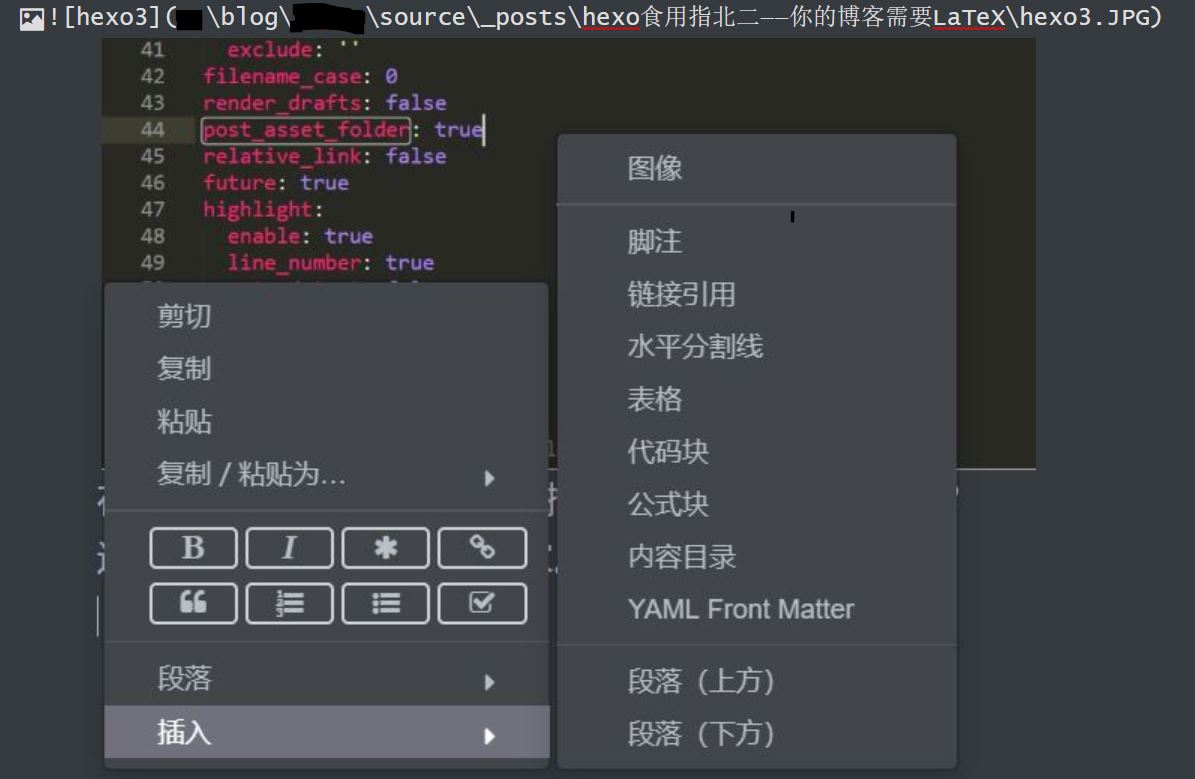 ![hexo3](\blog\\source\_posts\hexo食用指北二——你的博客需要LaTeX\hexo3.JPG)
41 exclude: ''
42 filename_case: 0
43 render_drafts: false
44 post_asset_folder: true
45 relative_link: false
46 future: true
47 highlight:
48 enable: true
49 line_number: true
剪切
复制
粘贴
复制 / 粘贴为...
B I
段落
插入
图像
脚注
链接引用
水平分割线
表格
代码块
公式块
内容目录
YAML Front Matter
段落（上方）
段落（下方）